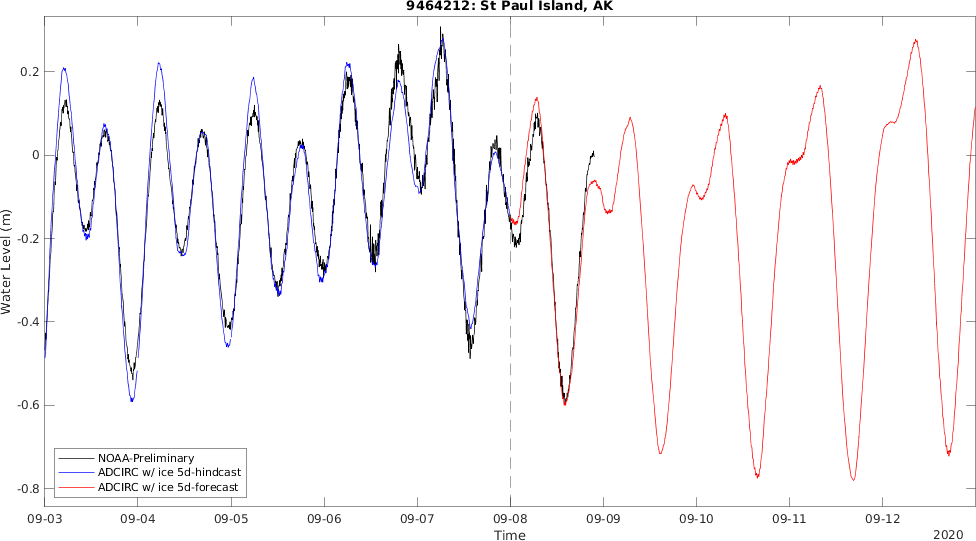 9464212: St Paul Island, AK
0.2
0
-0.2
-0.4
-0.6
-0.8
Water Level (m)
NOAA-Preliminary
ADCIRC w/ ice 5d-hindcast
ADCIRC w/ ice 5d-forecast
09-03 09-04 09-05 09-06 09-07 09-08 09-09 09-10 09-11 09-12
Time
2020